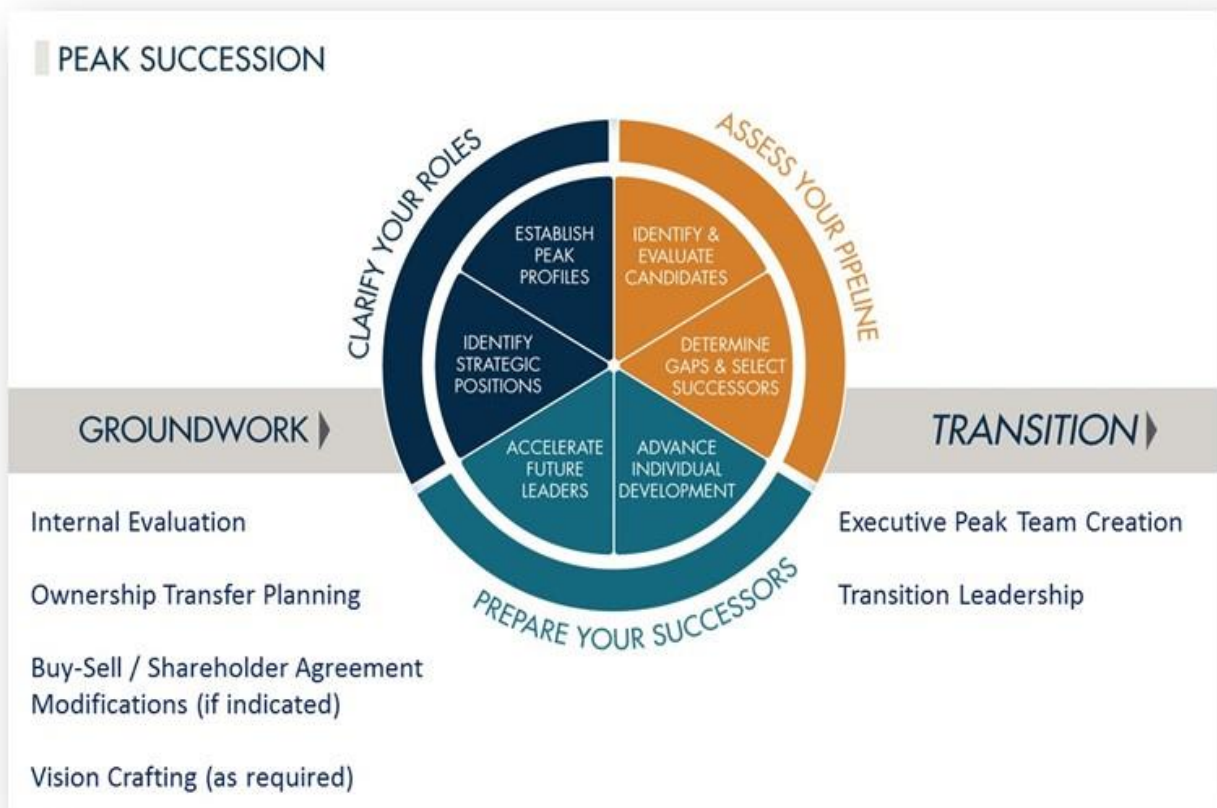 PEAK SUCCESSION
CLARIFY YOUR ROLES
ASSESS YOUR PIPELINE
ESTABLISH
PEAK
PROFILES
IDENTIFY &
EVALUATE
CANDIDATES
IDENTIFY
STRATEGIC
POSITIONS
DETERMINE
GAPS & SELECT
SUCCESSORS
ACCELERATE
FUTURE
LEADERS
ADVANCE
INDIVIDUAL
DEVELOPMENT
PREPARE YOUR SUCCESSORS
GROUNDWORK
Internal Evaluation
Ownership Transfer Planning
Buy-Sell / Shareholder Agreement
Modifications (if indicated)
Vision Crafting (as required)
TRANSITION
Executive Peak Team Creation
Transition Leadership